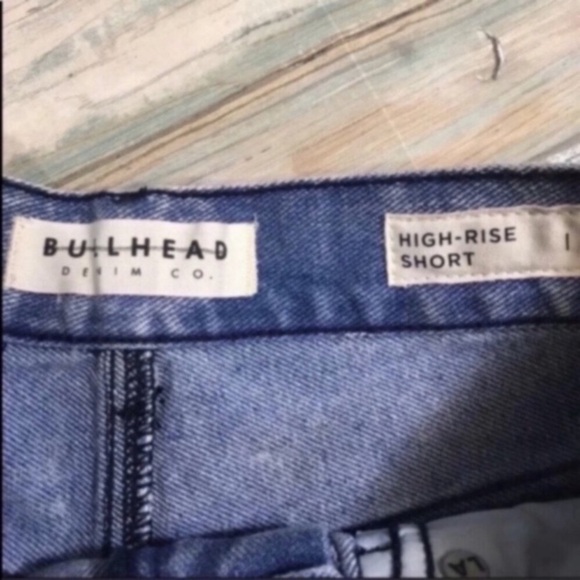 BULLHEAD
DENIM CO.
HIGH-RISE
SHORT